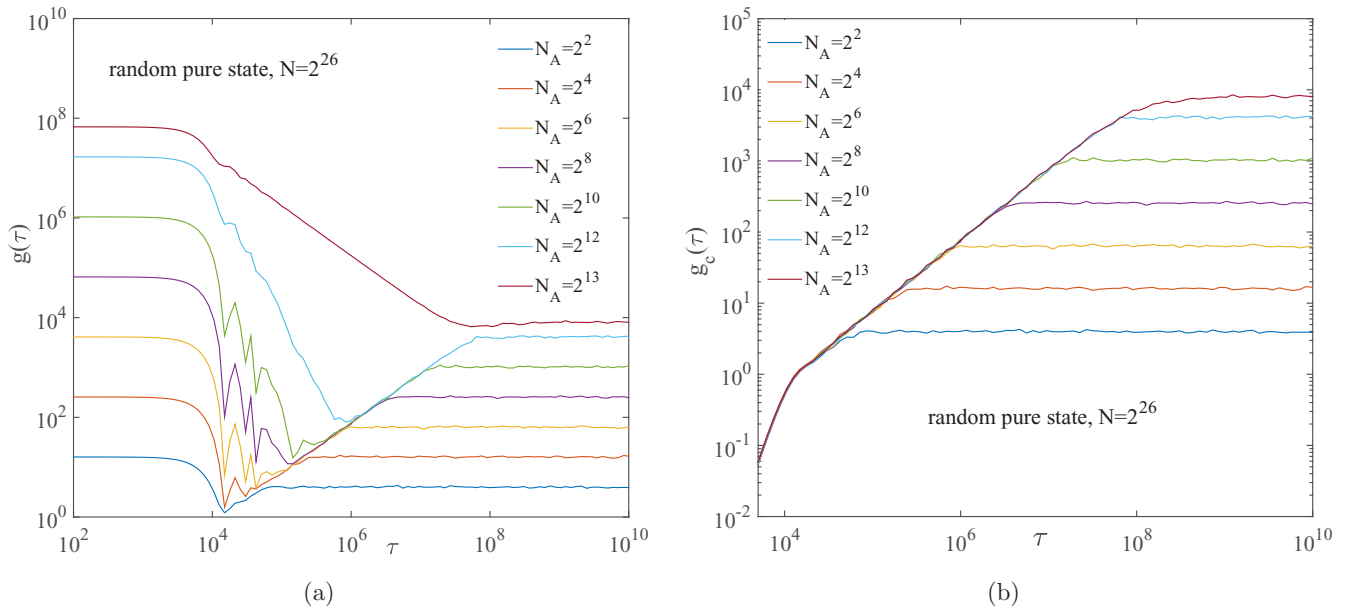 10^10
10^8
10^6
10^4
10^2
10^0
g(τ)
random pure state, N=2^26
N_A=2^2
N_A=2^4
N_A=2^6
N_A=2^8
N_A=2^10
N_A=2^12
N_A=2^13
10^2
10^4
10^6
τ
10^8
10^10
(a)
10^5
10^4
10^3
10^2
10^1
10^0
10^-1
10^-2
g_c(τ)
N_A=2^2
N_A=2^4
N_A=2^6
N_A=2^8
N_A=2^10
N_A=2^12
N_A=2^13
random pure state, N=2^26
10^4
10^6
τ
10^8
10^10
(b)